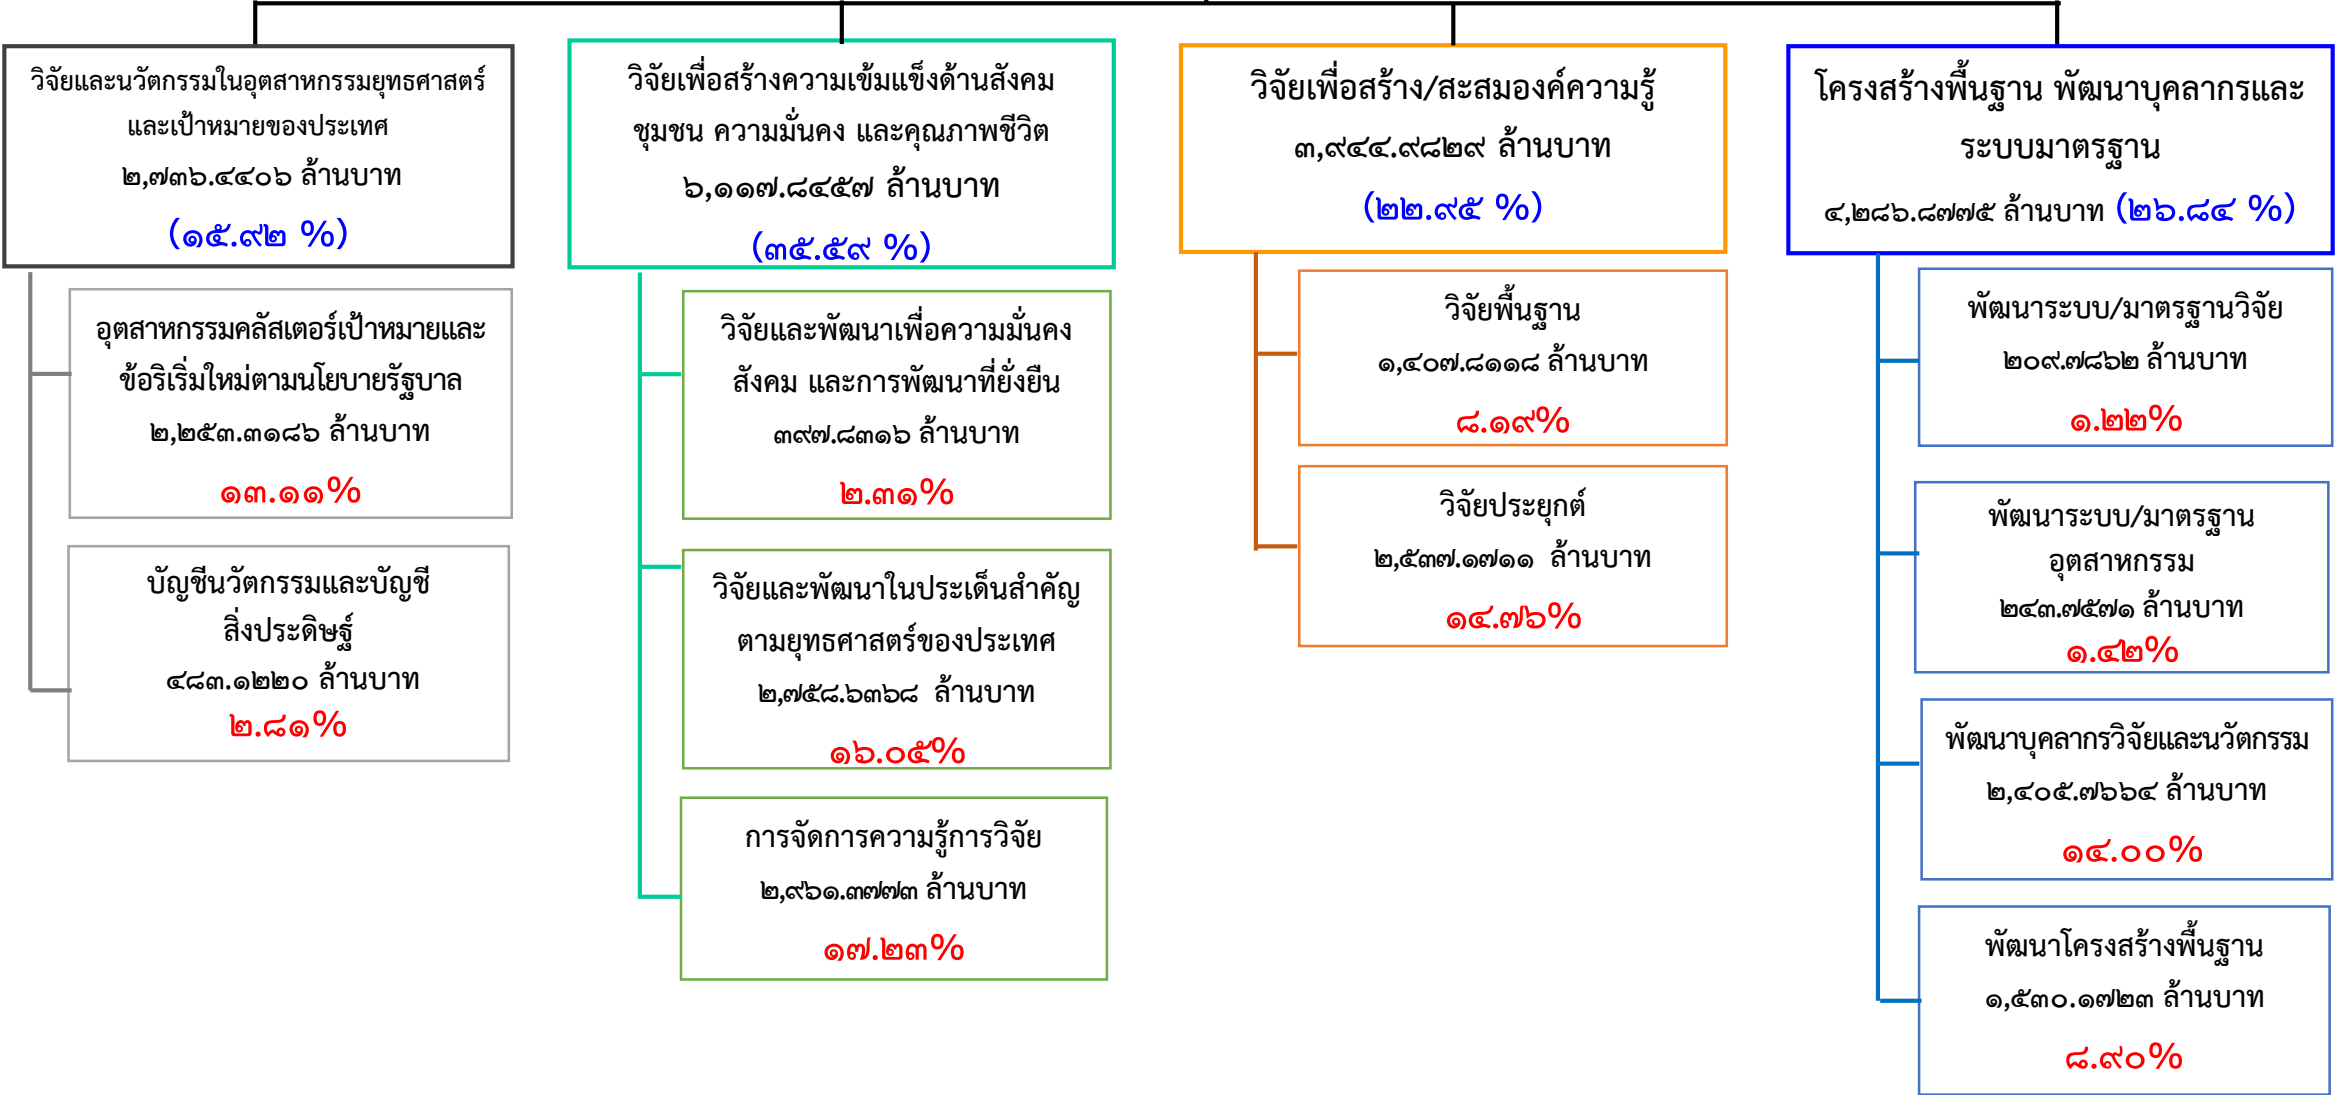 วิจัยและนวัตกรรมในอุตสาหกรรมยุทธศาสตร์
และเป้าหมายของประเทศ
๒,๗๓๖.๔๔๐๖ ล้านบาท
(๑๕.๙๒ %)
อุตสาหกรรมคลัสเตอร์เป้าหมายและ
ข้อริเริ่มใหม่ตามนโยบายรัฐบาล
๒,๒๕๓.๓๑๘๖ ล้านบาท
๑๓.๑๑%
บัญชีนวัตกรรมและบัญชี
สิ่งประดิษฐ์
๔๘๓.๑๒๒๐ ล้านบาท
๒.๘๑%
วิจัยเพื่อสร้างความเข้มแข็งด้านสังคม
ชุมชน ความมั่นคง และคุณภาพชีวิต
๖,๑๑๗.๘๔๕๗ ล้านบาท
(๓๕.๕๙ %)
วิจัยและพัฒนาเพื่อความมั่นคง
สังคม และการพัฒนาที่ยั่งยืน
๓๙๗.๘๓๑๖ ล้านบาท
๒.๓๑%
วิจัยและพัฒนาในประเด็นสำคัญ
ตามยุทธศาสตร์ของประเทศ
๒,๗๕๘.๖๓๖๘ ล้านบาท
๑๖.๐๕%
การจัดการความรู้การวิจัย
๒,๙๖๑.๓๗๗๓ ล้านบาท
๑๗.๒๓%
วิจัยเพื่อสร้าง/สะสมองค์ความรู้
๓,๙๔๔.๙๘๒๙ ล้านบาท
(๒๒.๙๕ %)
วิจัยพื้นฐาน
๑,๔๐๗.๘๑๑๘ ล้านบาท
๘.๑๙%
วิจัยประยุกต์
๒,๕๓๗.๑๗๑๑ ล้านบาท
๑๔.๗๖%
โครงสร้างพื้นฐาน พัฒนาบุคลากรและ
ระบบมาตรฐาน
๔,๒๘๖.๘๗๗๕ ล้านบาท (๒๖.๘๔ %)
พัฒนาระบบ/มาตรฐานวิจัย
๒๐๙.๗๘๖๒ ล้านบาท
๑.๒๒%
พัฒนาระบบ/มาตรฐาน
อุตสาหกรรม
๒๔๓.๗๕๗๑ ล้านบาท
๑.๔๒%
พัฒนาบุคลากรวิจัยและนวัตกรรม
๒,๔๐๕.๗๖๖๔ ล้านบาท
๑๔.๐๐%
พัฒนาโครงสร้างพื้นฐาน
๑,๕๓๐.๑๗๒๓ ล้านบาท
๘.๙๐%